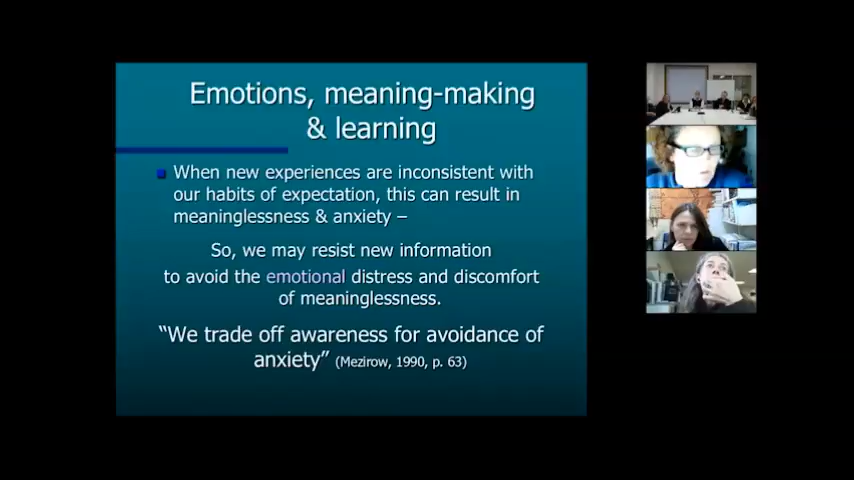 Emotions, meaning-making
& learning
When new experiences are inconsistent with
our habits of expectation, this can result in
meaninglessness & anxiety –
So, we may resist new information
to avoid the emotional distress and discomfort
of meaninglessness.
“We trade off awareness for avoidance of
anxiety” (Mezirow, 1990, p. 63)